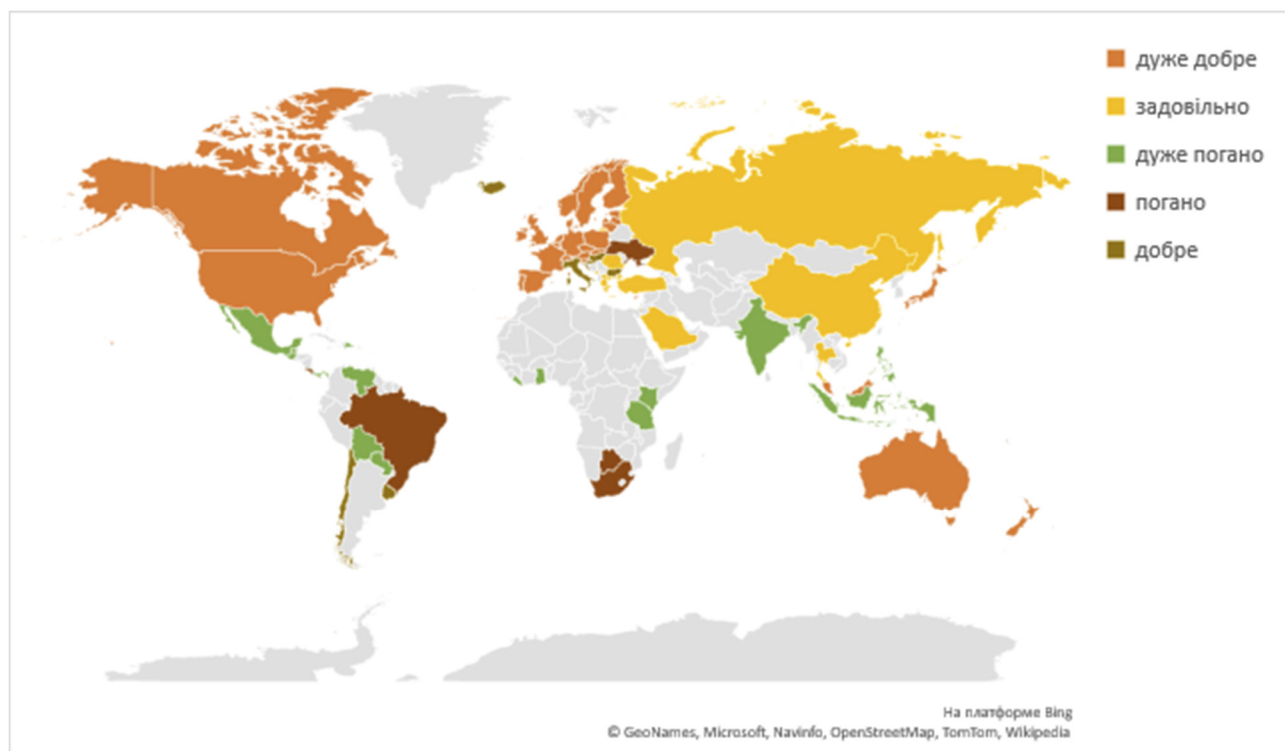 дуже добре
задовільно
дуже погано
погано
добре
На платформе Bing
© GeoNames, Microsoft, Navinfo, OpenStreetMap, TomTom, Wikipedia